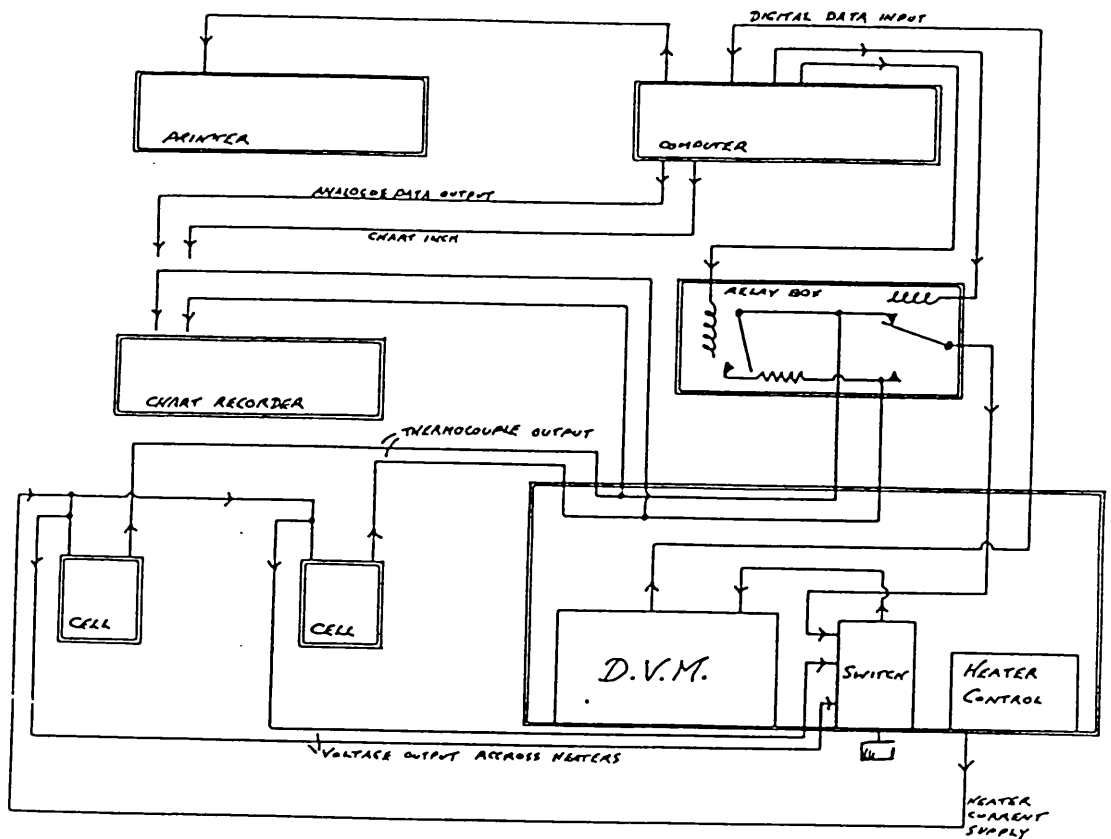 DIGITAL DATA INPUT
PRINTER
COMPUTER
ANALOGUE DATA OUTPUT
CHART INCH
RELAY BOX
CHART RECORDER
THERMOCOUPLE OUTPUT
CELL
CELL
D.V.M.
SWITCH
HEATER
CONTROL
VOLTAGE OUTPUT ACCROSS HEATERS
HEATER
CURRENT
SUPPLY